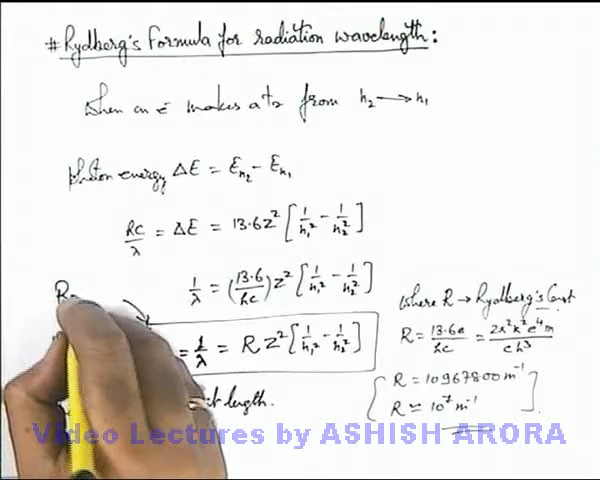 # Rydberg's Formula for radiation wavelength:
When an e⁻ makes a tr from n₂ → n₁
Photon energy ΔE = Eₙ₂ - Eₙ₁
hc/λ = ΔE = 13.6z² [1/n₁² - 1/n₂²]
1/λ = (13.6/hc) z² [1/n₁² - 1/n₂²]
where R → Rydberg's Const
= 1/λ = R Z² [1/n₁² - 1/n₂²]
R = 13.6e/hc = 2π²k²e⁴m/ch³
R = 10967800 m⁻¹
R ≃ 10⁷ m⁻¹
length.
Video Lectures by ASHISH ARORA